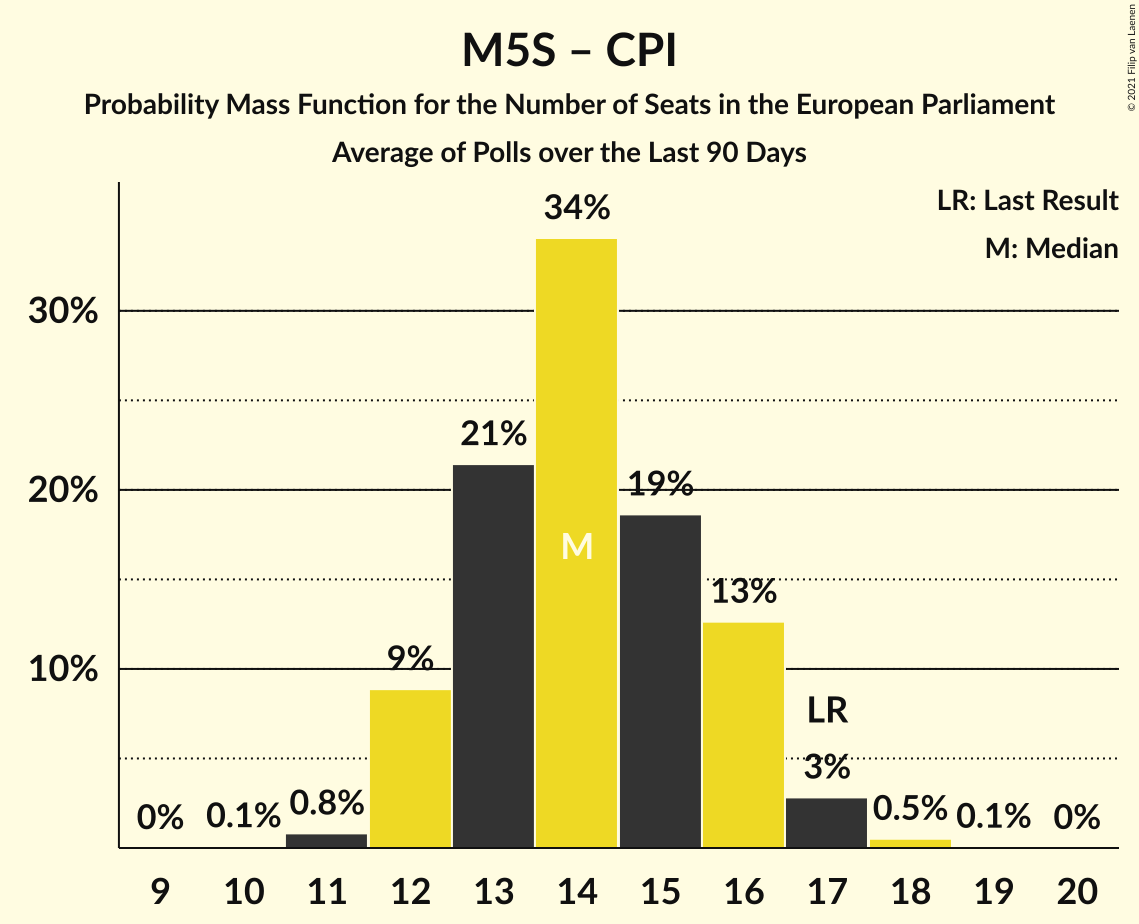 M5S – CPI
Probability Mass Function for the Number of Seats in the European Parliament
Average of Polls over the Last 90 Days
© 2021 Filip van Laenen
LR: Last Result
M: Median
34%
30%
21%
20%
19%
M
13%
10%
9%
LR
3%
0%
0.1%
0.8%
0.5%
0.1%
0%
9 10 11 12 13 14 15 16 17 18 19 20